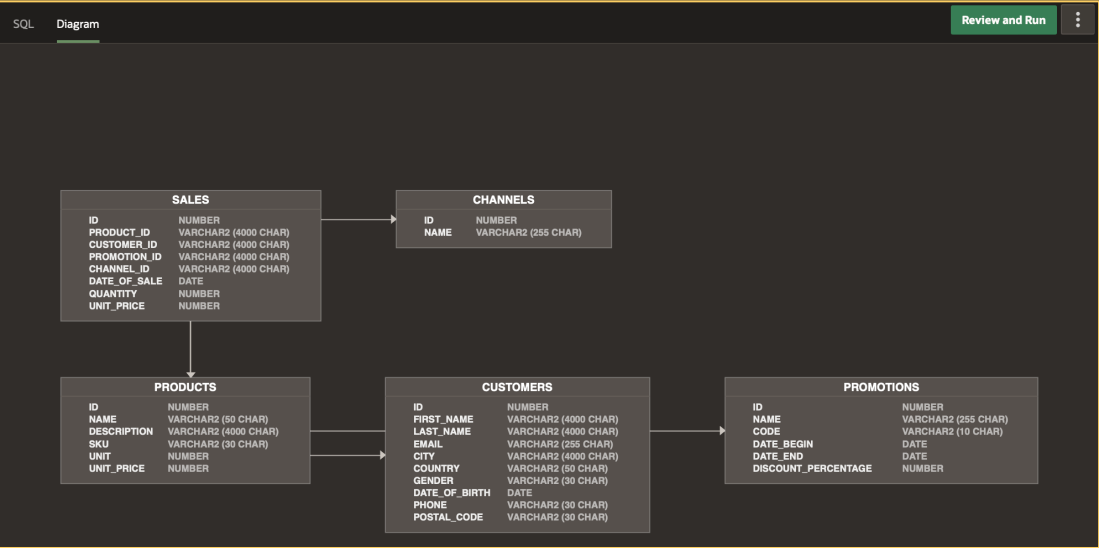 SQL Diagram Review and Run
SALES
ID NUMBER
PRODUCT_ID VARCHAR2 (4000 CHAR)
CUSTOMER_ID VARCHAR2 (4000 CHAR)
PROMOTION_ID VARCHAR2 (4000 CHAR)
CHANNEL_ID VARCHAR2 (4000 CHAR)
DATE_OF_SALE DATE
QUANTITY NUMBER
UNIT_PRICE NUMBER
CHANNELS
ID NUMBER
NAME VARCHAR2 (255 CHAR)
PRODUCTS
ID NUMBER
NAME VARCHAR2 (50 CHAR)
DESCRIPTION VARCHAR2 (4000 CHAR)
SKU VARCHAR2 (30 CHAR)
UNIT NUMBER
UNIT_PRICE NUMBER
CUSTOMERS
ID NUMBER
FIRST_NAME VARCHAR2 (4000 CHAR)
LAST_NAME VARCHAR2 (4000 CHAR)
EMAIL VARCHAR2 (255 CHAR)
CITY VARCHAR2 (4000 CHAR)
COUNTRY VARCHAR2 (50 CHAR)
GENDER VARCHAR2 (30 CHAR)
DATE_OF_BIRTH DATE
PHONE VARCHAR2 (30 CHAR)
POSTAL_CODE VARCHAR2 (30 CHAR)
PROMOTIONS
ID NUMBER
NAME VARCHAR2 (255 CHAR)
CODE VARCHAR2 (10 CHAR)
DATE_BEGIN DATE
DATE_END DATE
DISCOUNT_PERCENTAGE NUMBER